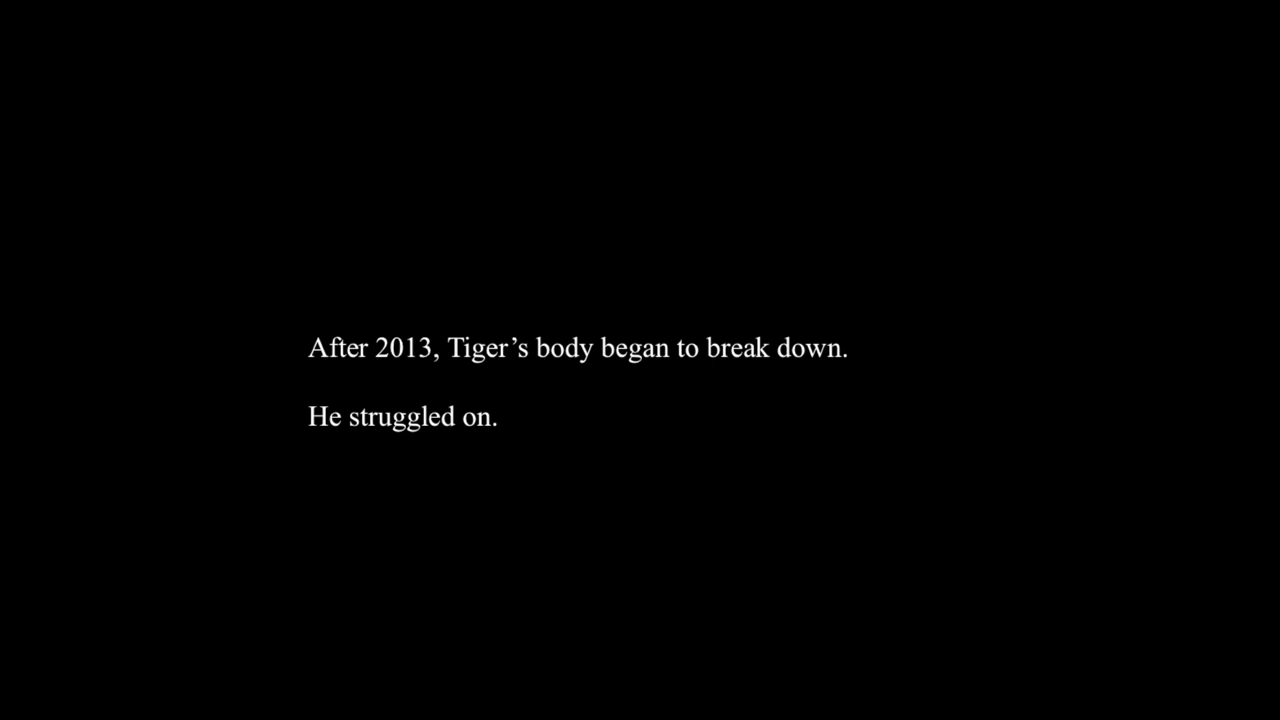 After 2013, Tiger’s body began to break down.
He struggled on.